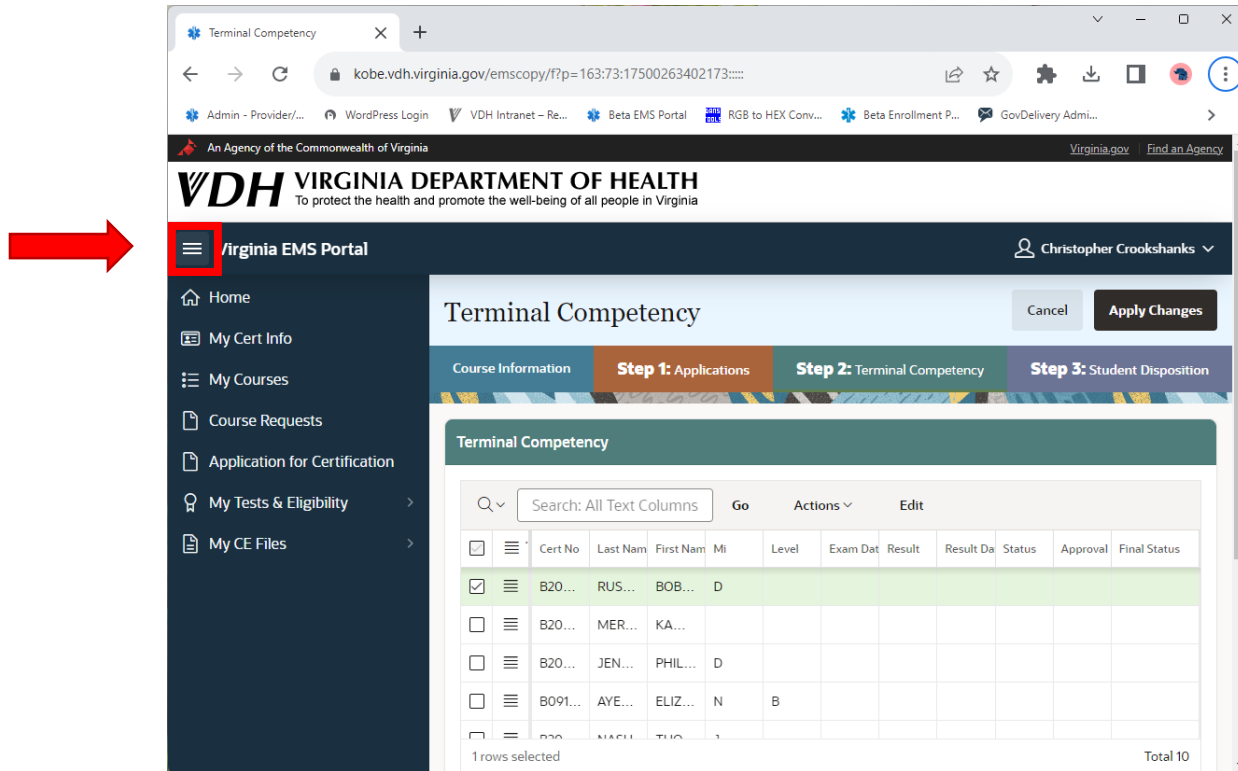 Terminal Competency
kobe.vdh.virginia.gov/emscopy/f?p=163:73:17500263402173:::::
Admin - Provider/... WordPress Login VDH Intranet – Re... Beta EMS Portal RGB to HEX Conv... Beta Enrollment P... GovDelivery Admi...
An Agency of the Commonwealth of Virginia Virginia.gov Find an Agency
VDH VIRGINIA DEPARTMENT OF HEALTH
To protect the health and promote the well-being of all people in Virginia
Virginia EMS Portal Christopher Crookshanks
Home
My Cert Info
My Courses
Course Requests
Application for Certification
My Tests & Eligibility
My CE Files
Terminal Competency Cancel Apply Changes
Course Information Step 1: Applications Step 2: Terminal Competency Step 3: Student Disposition
Terminal Competency
Search: All Text Columns Go Actions Edit
Cert No Last Nam First Nam Mi Level Exam Dat Result Result Da Status Approval Final Status
B20... RUS... BOB... D
B20... MER... KA...
B20... JEN... PHIL... D
B091... AYE... ELIZ... N B
1 rows selected Total 10